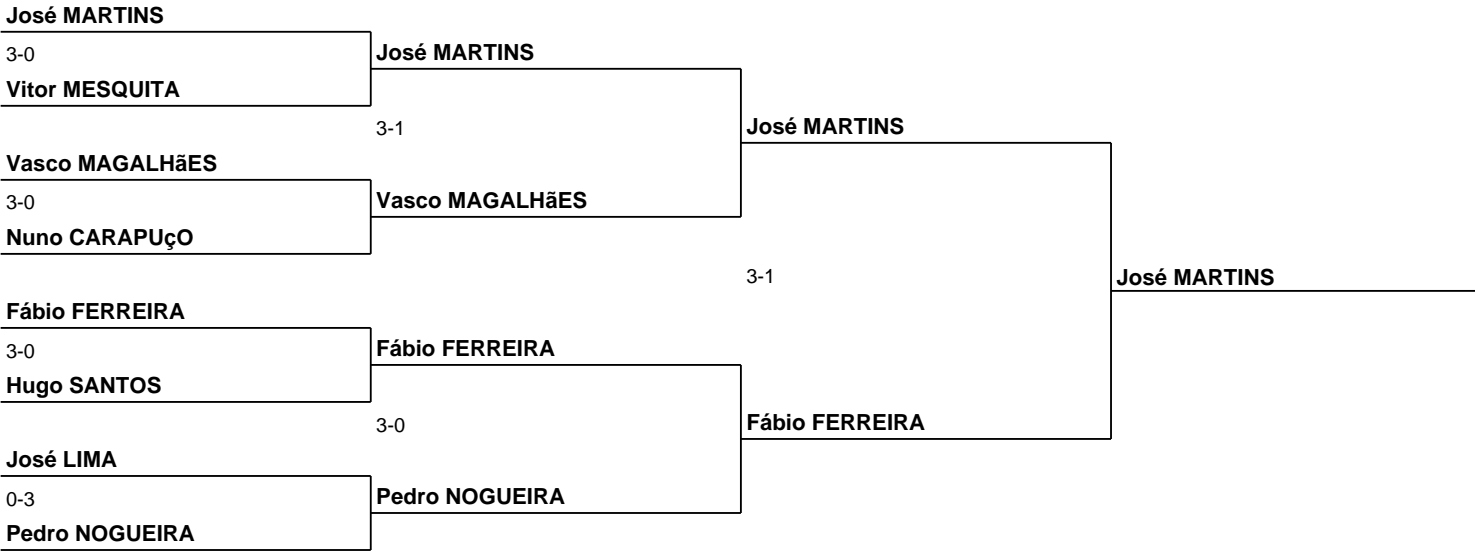 José MARTINS
3-0
José MARTINS
Vitor MESQUITA
3-1
José MARTINS
Vasco MAGALHãES
3-0
Vasco MAGALHãES
Nuno CARAPUçO
3-1
José MARTINS
Fábio FERREIRA
3-0
Fábio FERREIRA
Hugo SANTOS
3-0
Fábio FERREIRA
José LIMA
0-3
Pedro NOGUEIRA
Pedro NOGUEIRA